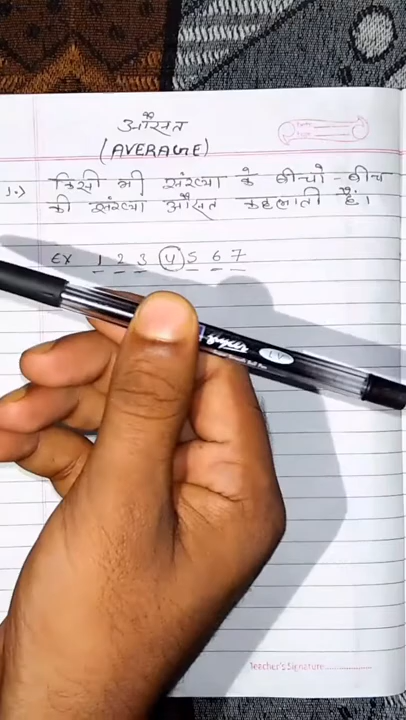 औसत
(AVERAGE)
1.) किसी भी संख्या के बीचो-बीच
की संख्या औसत कहलाती हैं।
Ex 1 2 3 4 5 6 7
Teacher's Signature